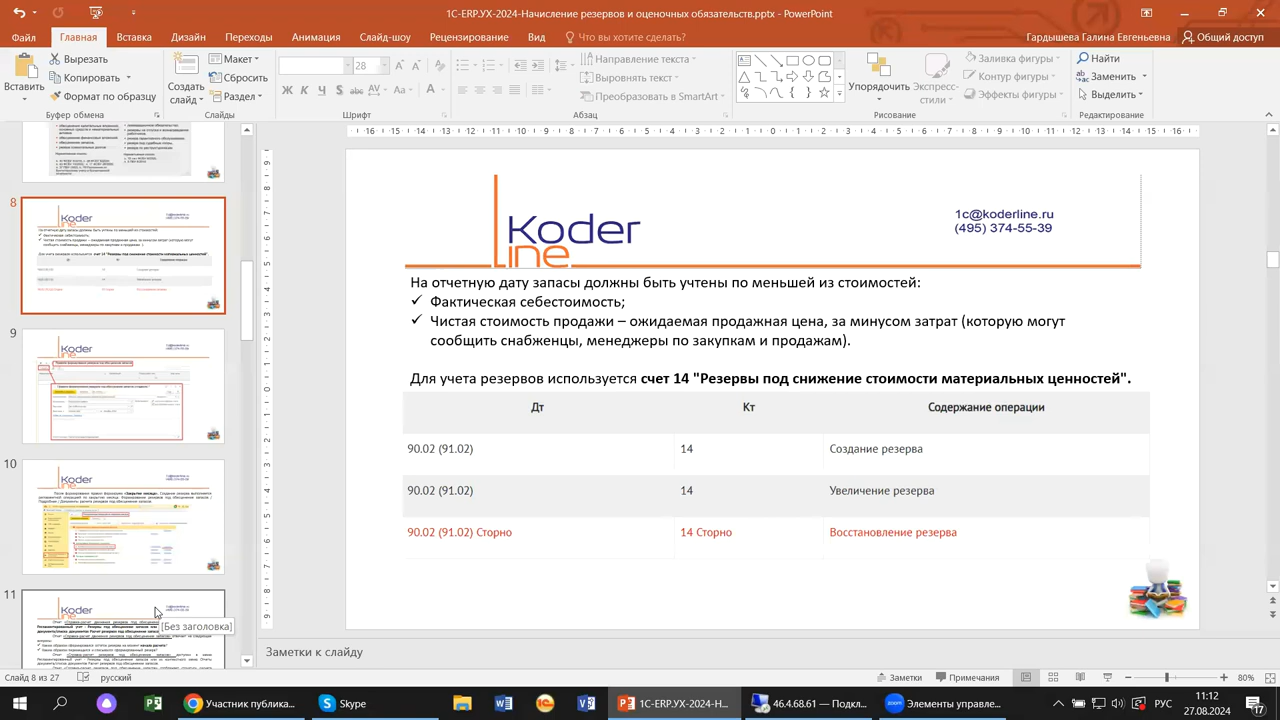 1C-ERP.УХ-2024-Начисление оценочных обязательств.pptx - PowerPoint
Файл
Главная
Вставка
Дизайн
Переходы
Анимация
Слайд-шоу
Рецензирование
Вид
Что вы хотите сделать?
Гардышева Галина Евгеньевна
Общий доступ
Вставить
Вырезать
Копировать
Формат по образцу
Буфер обмена
Создать слайд
Макет
Сбросить
Раздел
Слайды
28
Шрифт
Направление текста
Выровнять текст
Преобразовать в SmartArt
Абзац
Упорядочить
Экспресс-стили
Заливка фигуры
Контур фигуры
Эффекты фигуры
Рисование
Найти
Заменить
Выделить
Редактирование
8
9
10
11
[Без заголовка]
Koder
line
1c@koderline.ru
(495) 374-55-39
На отчетную дату запасы должны быть учтены по меньшей из стоимостей:
Фактическая себестоимость;
Чистая стоимость продажи – ожидаемая продажная цена, за минусом затрат (которую могут
сообщить снабженцы, менеджеры по закупкам и продажам).
Для учета резервов используется счет 14 "Резервы под снижение стоимости материальных ценностей".
Дт Кт Содержание операции
90.02 (91.02) 14 Создание резерва
90.02 (91.02) 14 Уточнение резерва
90.02 (91.02) Сторно 14 Сторно Восстановление резерва
Заметки к слайду
Слайд 8 из 27
русский
Заметки
Примечания
80%
Участник публика...
Skype
1C-ERP.УХ-2024-Н...
46.4.68.61 — Подкл...
Элементы управле...
РУС
11:12
27.08.2024